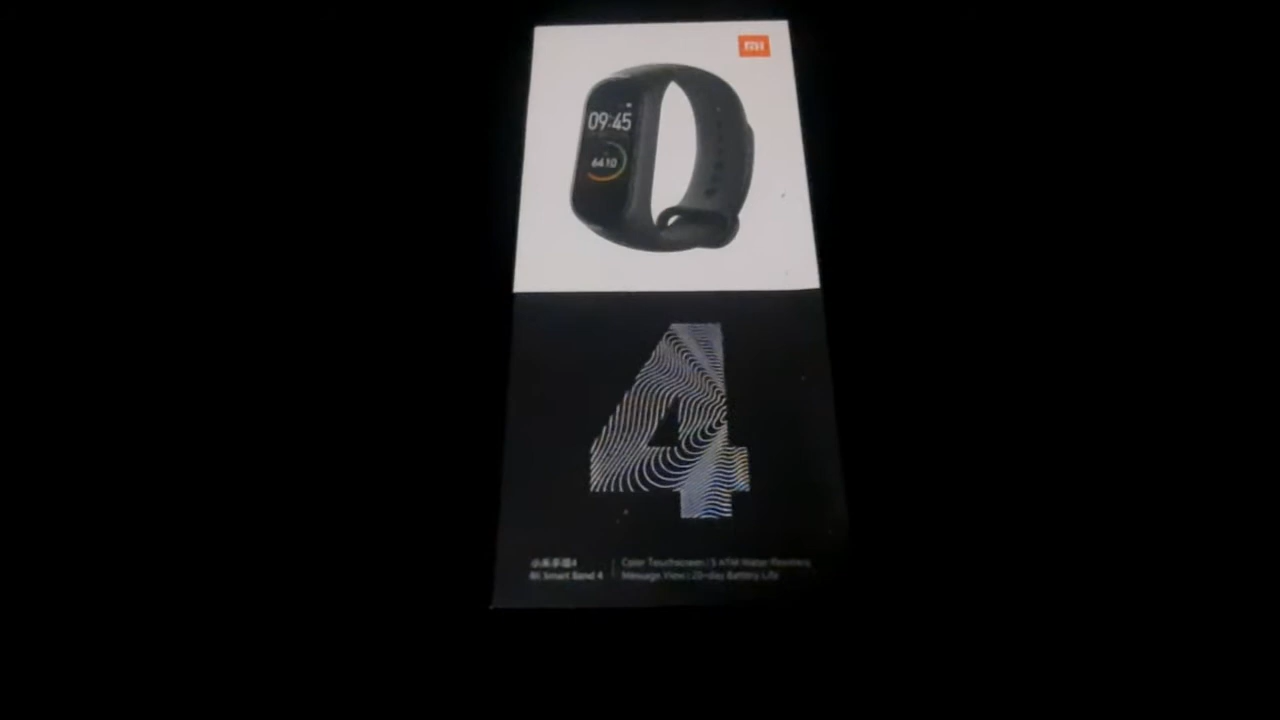 mi
09:45
6410
4
小米手环4
Mi Smart Band 4
Color Touchscreen | 5 ATM Water Resistant
Message View | 20-day Battery Life